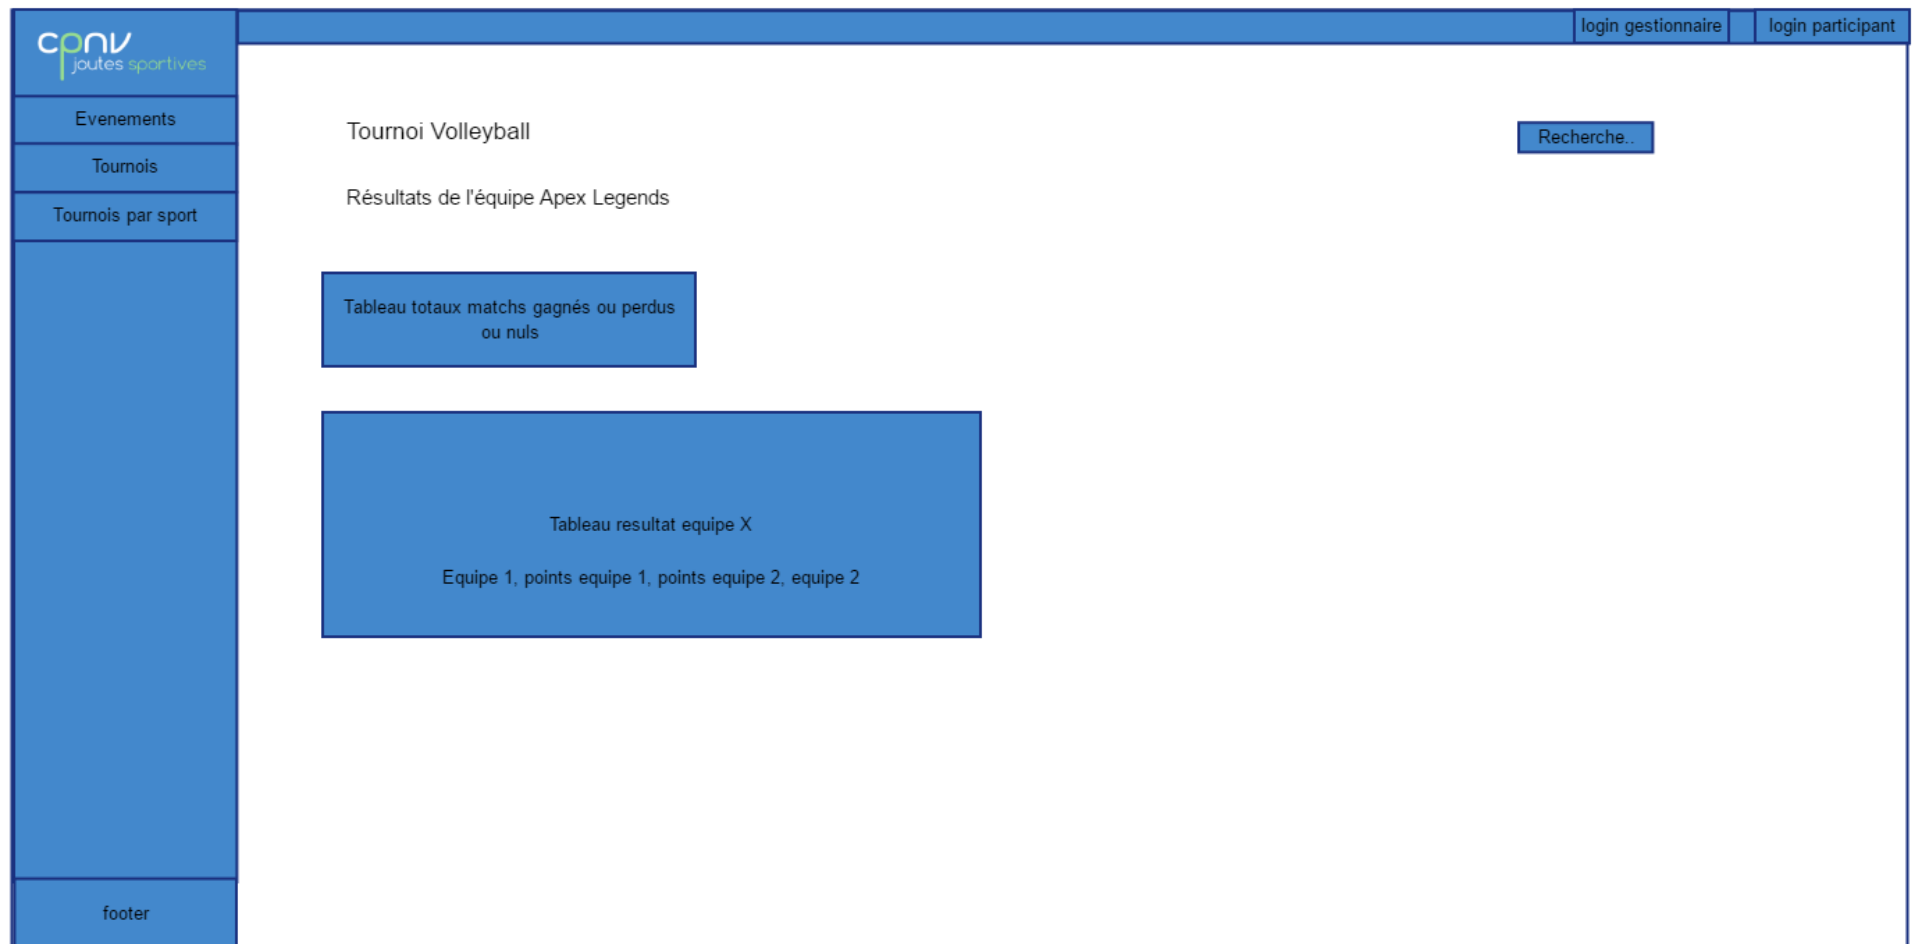 cpnv
joutes sportives
login gestionnaire
login participant
Evenements
Tournois
Tournois par sport
Tournoi Volleyball
Recherche..
Résultats de l'équipe Apex Legends
Tableau totaux matchs gagnés ou perdus
ou nuls
Tableau resultat equipe X
Equipe 1, points equipe 1, points equipe 2, equipe 2
footer